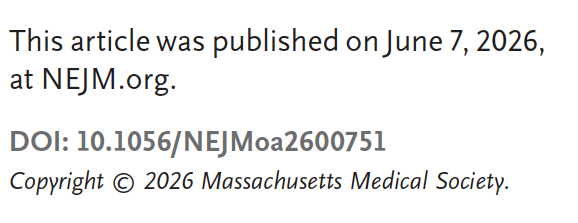 This article was published on June 7, 2026,
at NEJM.org.
DOI: 10.1056/NEJMoa2600751
Copyright © 2026 Massachusetts Medical Society.